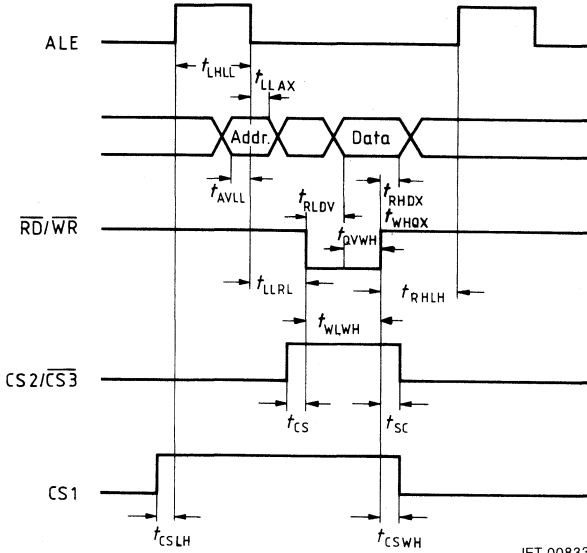 ALE
tLHLL
tLLAX
Addr.
Data
tAVLL
tRLDV
tRHDX
tWHQX
RD/WR
tQVWH
tLLRL
tRHLH
tWLWH
CS2/CS3
tCS
tSC
CS1
tCSLH
tCSWH